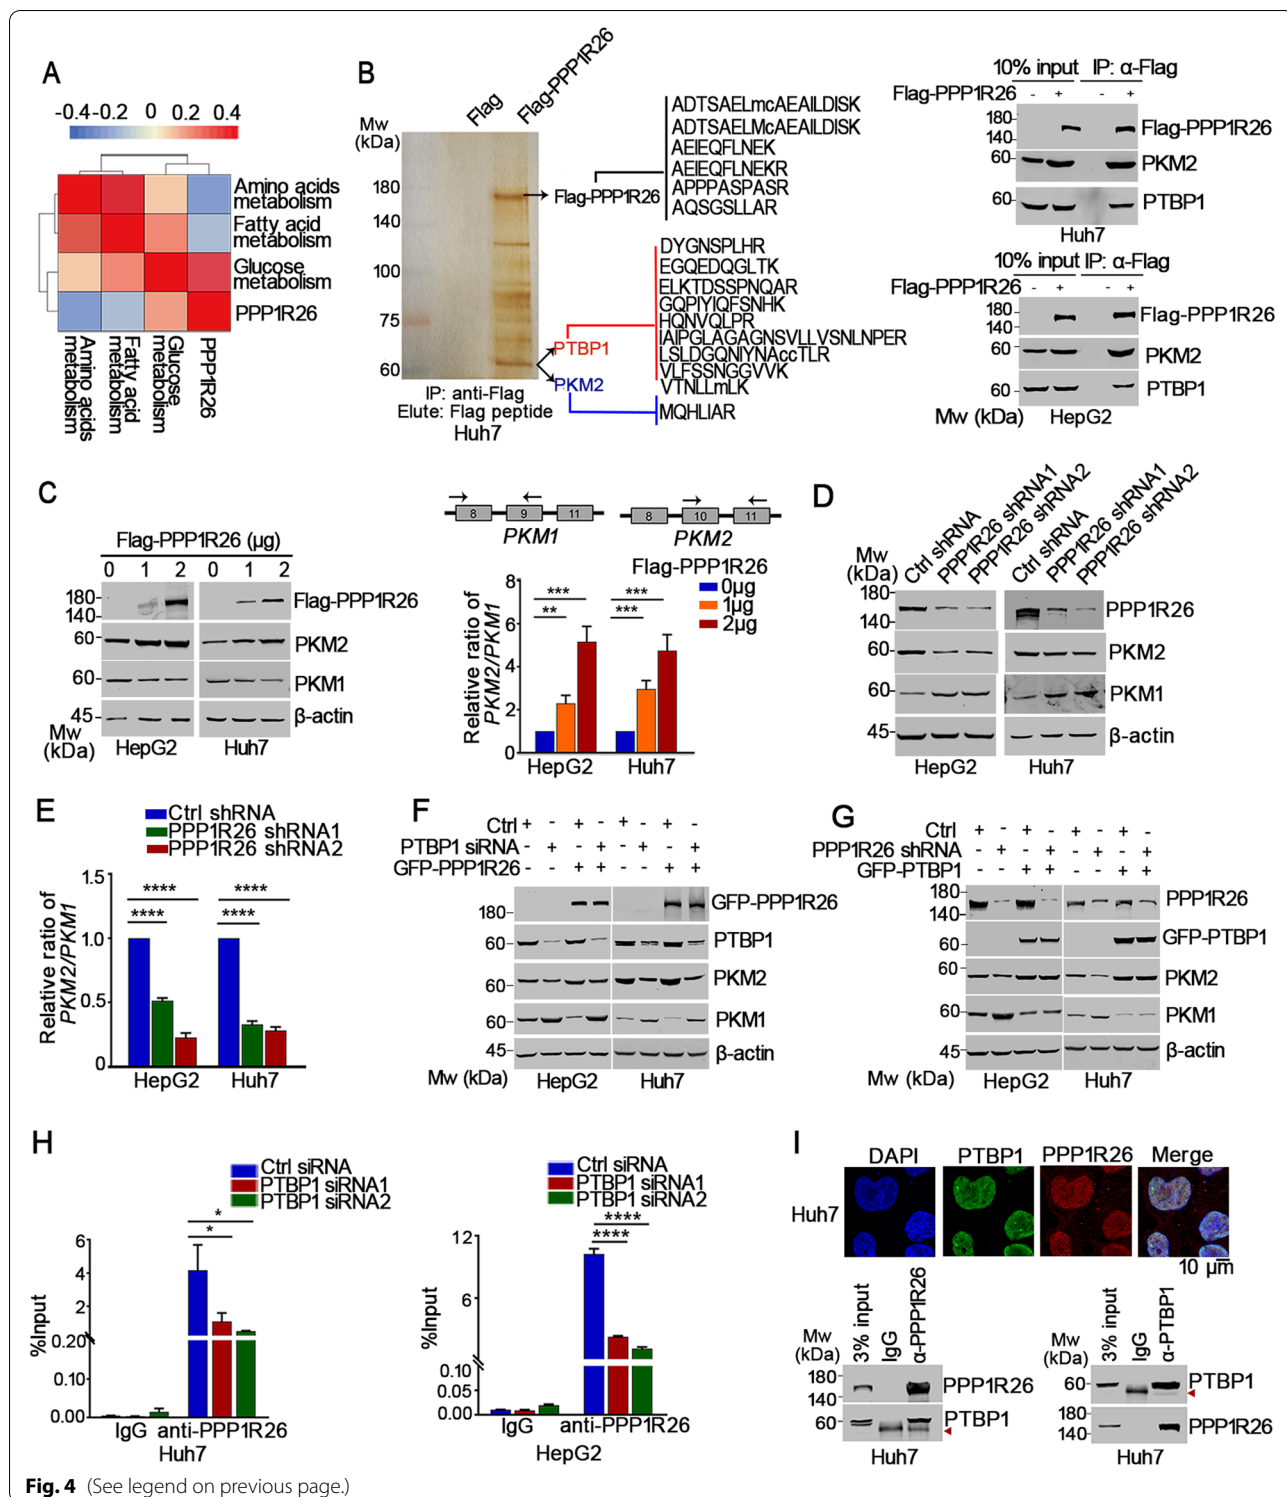 A
-0.4 -0.2 0 0.2 0.4
Amino acids
metabolism
Fatty acid
metabolism
Glucose
metabolism
PPP1R26
Amino acids
metabolism
Fatty acid
metabolism
Glucose
metabolism
PPP1R26
B
Mw
(kDa)
Flag
Flag-PPP1R26
180
140
100
75
60
Flag-PPP1R26
PTBP1
PKM2
IP: anti-Flag
Elute: Flag peptide
Huh7
ADTSAELmcAEAILDISK
ADTSAELMcAEAILDISK
AEIEQFLNEK
AEIEQFLNEKR
APPPASPASR
AQSGSLLAR
DYGNSPLHR
EGQEDQGLTK
ELKTDSSPNQAR
GQPIYIQFSNHK
HQNVQLPR
IAIPGLAGAGNSVLLVSNLNPER
LSLDGQNIYNAccTLR
VLFSSNGGVVK
VTNLLmLK
MQHLIAR
10% input IP: α-Flag
Flag-PPP1R26 - + - +
180
140
Flag-PPP1R26
60
PKM2
60
PTBP1
Huh7
10% input IP: α-Flag
Flag-PPP1R26 - + - +
180
140
Flag-PPP1R26
60
PKM2
60
PTBP1
Mw (kDa) HepG2
C
Flag-PPP1R26 (μg)
0 1 2 0 1 2
180
140
Flag-PPP1R26
60
PKM2
60
PKM1
45
β-actin
Mw
(kDa)
HepG2 Huh7
8 9 11
PKM1
8 10 11
PKM2
Flag-PPP1R26
0μg
1μg
2μg
Relative ratio of
PKM2/PKM1
8
6
4
2
0
*** ***
** ***
HepG2 Huh7
D
Mw
(kDa)
Ctrl shRNA
PPP1R26 shRNA1
PPP1R26 shRNA2
Ctrl shRNA
PPP1R26 shRNA1
PPP1R26 shRNA2
180
140
PPP1R26
60
PKM2
60
PKM1
45
β-actin
HepG2 Huh7
E
Ctrl shRNA
PPP1R26 shRNA1
PPP1R26 shRNA2
Relative ratio of
PKM2/PKM1
1.5
1.0
0.5
0
**** ****
**** ****
HepG2 Huh7
F
Ctrl + - + - + - + -
PTBP1 siRNA - + - + - + - +
GFP-PPP1R26 - - + + - - + +
180
GFP-PPP1R26
60
PTBP1
60
PKM2
60
PKM1
45
β-actin
Mw (kDa) HepG2 Huh7
G
Ctrl + - + - + - + -
PPP1R26 shRNA - + - + - + - +
GFP-PTBP1 - - + + - - + +
180
140
PPP1R26
60
GFP-PTBP1
60
PKM2
60
PKM1
45
β-actin
Mw (kDa) HepG2 Huh7
H
Ctrl siRNA
PTBP1 siRNA1
PTBP1 siRNA2
%Input
6
4
2
0.20
0.10
0.00
*
*
IgG anti-PPP1R26
Huh7
Ctrl siRNA
PTBP1 siRNA1
PTBP1 siRNA2
%Input
12
6
0.10
0.05
0.00
****
****
IgG anti-PPP1R26
HepG2
I
DAPI PTBP1 PPP1R26 Merge
Huh7
10 μm
Mw
(kDa)
3% input
IgG
α-PPP1R26
180
140
PPP1R26
60
PTBP1
Huh7
Mw
(kDa)
3% input
IgG
α-PTBP1
60
PTBP1
180
140
PPP1R26
Huh7
Fig. 4 (See legend on previous page.)